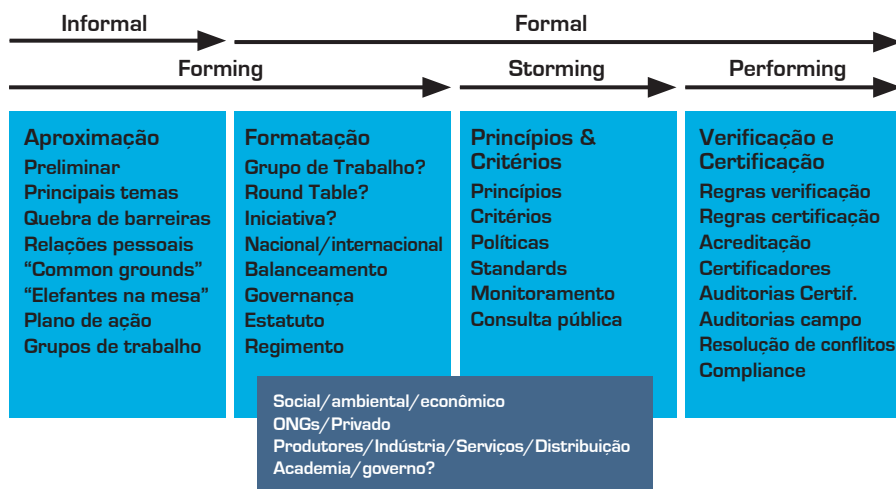 Informal
Formal
Forming
Storming
Performing
Aproximação
Preliminar
Principais temas
Quebra de barreiras
Relações pessoais
“Common grounds”
“Elefantes na mesa”
Plano de ação
Grupos de trabalho
Formatação
Grupo de Trabalho?
Round Table?
Iniciativa?
Nacional/internacional
Balanceamento
Governança
Estatuto
Regimento
Princípios &
Critérios
Princípios
Critérios
Políticas
Standards
Monitoramento
Consulta pública
Verificação e
Certificação
Regras verificação
Regras certificação
Acreditação
Certificadores
Auditorias Certif.
Auditorias campo
Resolução de conflitos
Compliance
Social/ambiental/econômico
ONGs/Privado
Produtores/Indústria/Serviços/Distribuição
Academia/governo?